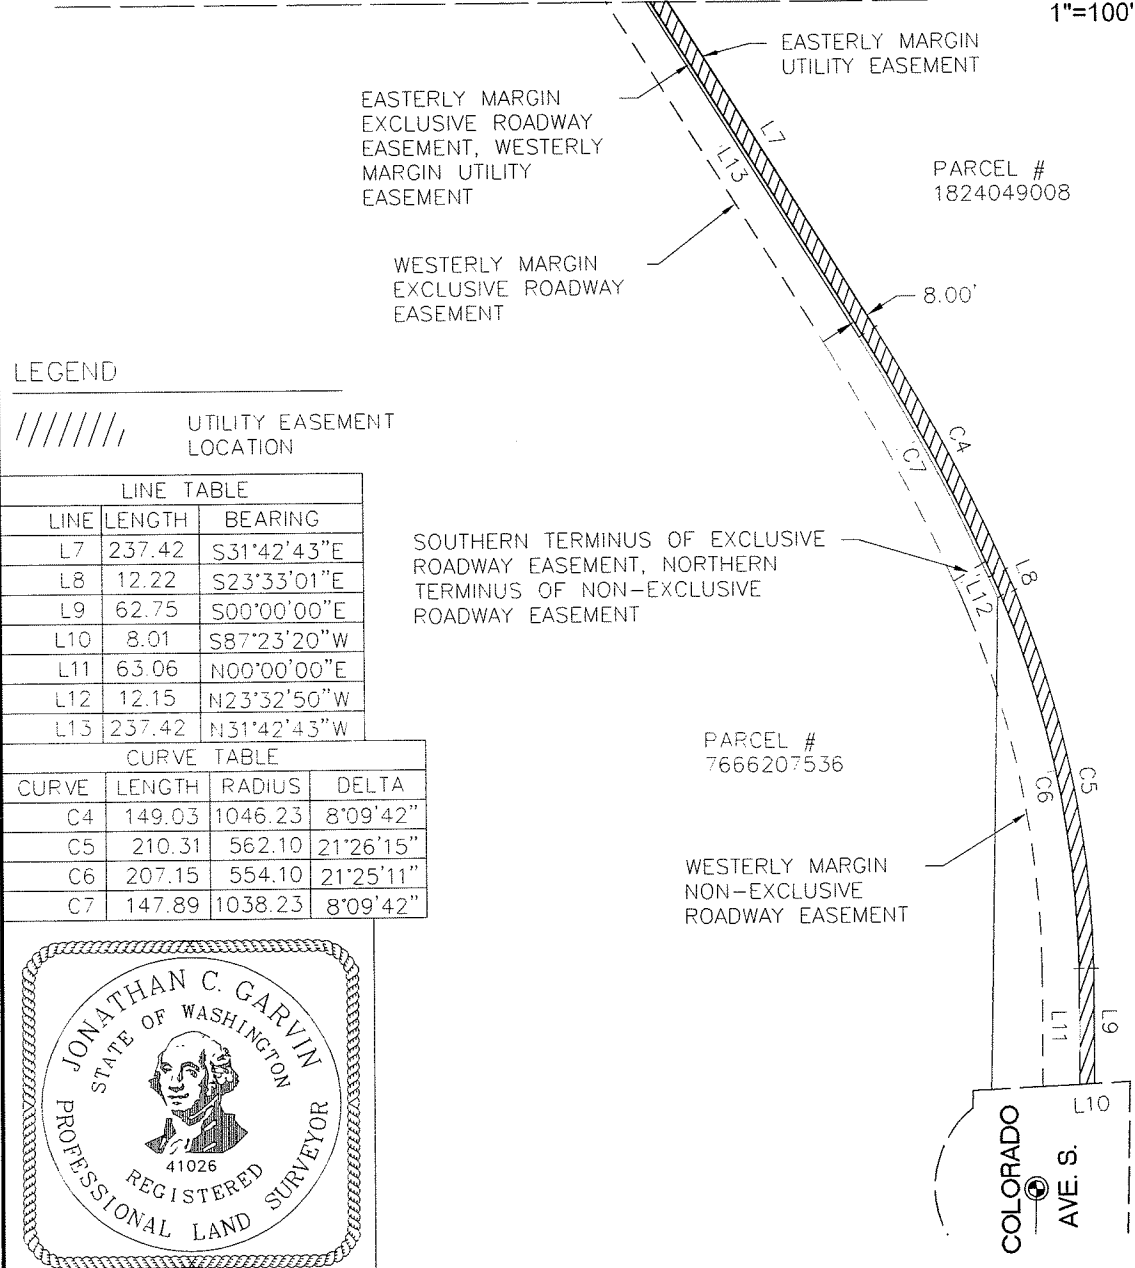 1"=100'
EASTERLY MARGIN
UTILITY EASEMENT
EASTERLY MARGIN
EXCLUSIVE ROADWAY
EASEMENT, WESTERLY
MARGIN UTILITY
EASEMENT
L7
L13
PARCEL #
1824049008
WESTERLY MARGIN
EXCLUSIVE ROADWAY
EASEMENT
8.00'
LEGEND
UTILITY EASEMENT
LOCATION
C4
C7
LINE TABLE
LINE LENGTH BEARING
L7 237.42 S31°42'43"E
L8 12.22 S23°33'01"E
L9 62.75 S00°00'00"E
L10 8.01 S87°23'20"W
L11 63.06 N00°00'00"E
L12 12.15 N23°32'50"W
L13 237.42 N31°42'43"W
SOUTHERN TERMINUS OF EXCLUSIVE
ROADWAY EASEMENT, NORTHERN
TERMINUS OF NON-EXCLUSIVE
ROADWAY EASEMENT
L8
L12
CURVE TABLE
CURVE LENGTH RADIUS DELTA
C4 149.03 1046.23 8°09'42"
C5 210.31 562.10 21°26'15"
C6 207.15 554.10 21°25'11"
C7 147.89 1038.23 8°09'42"
PARCEL #
7666207536
C6
C5
WESTERLY MARGIN
NON-EXCLUSIVE
ROADWAY EASEMENT
L11
L9
L10
COLORADO
AVE. S.
JONATHAN C. GARVIN
STATE OF WASHINGTON
41026
REGISTERED
PROFESSIONAL LAND SURVEYOR